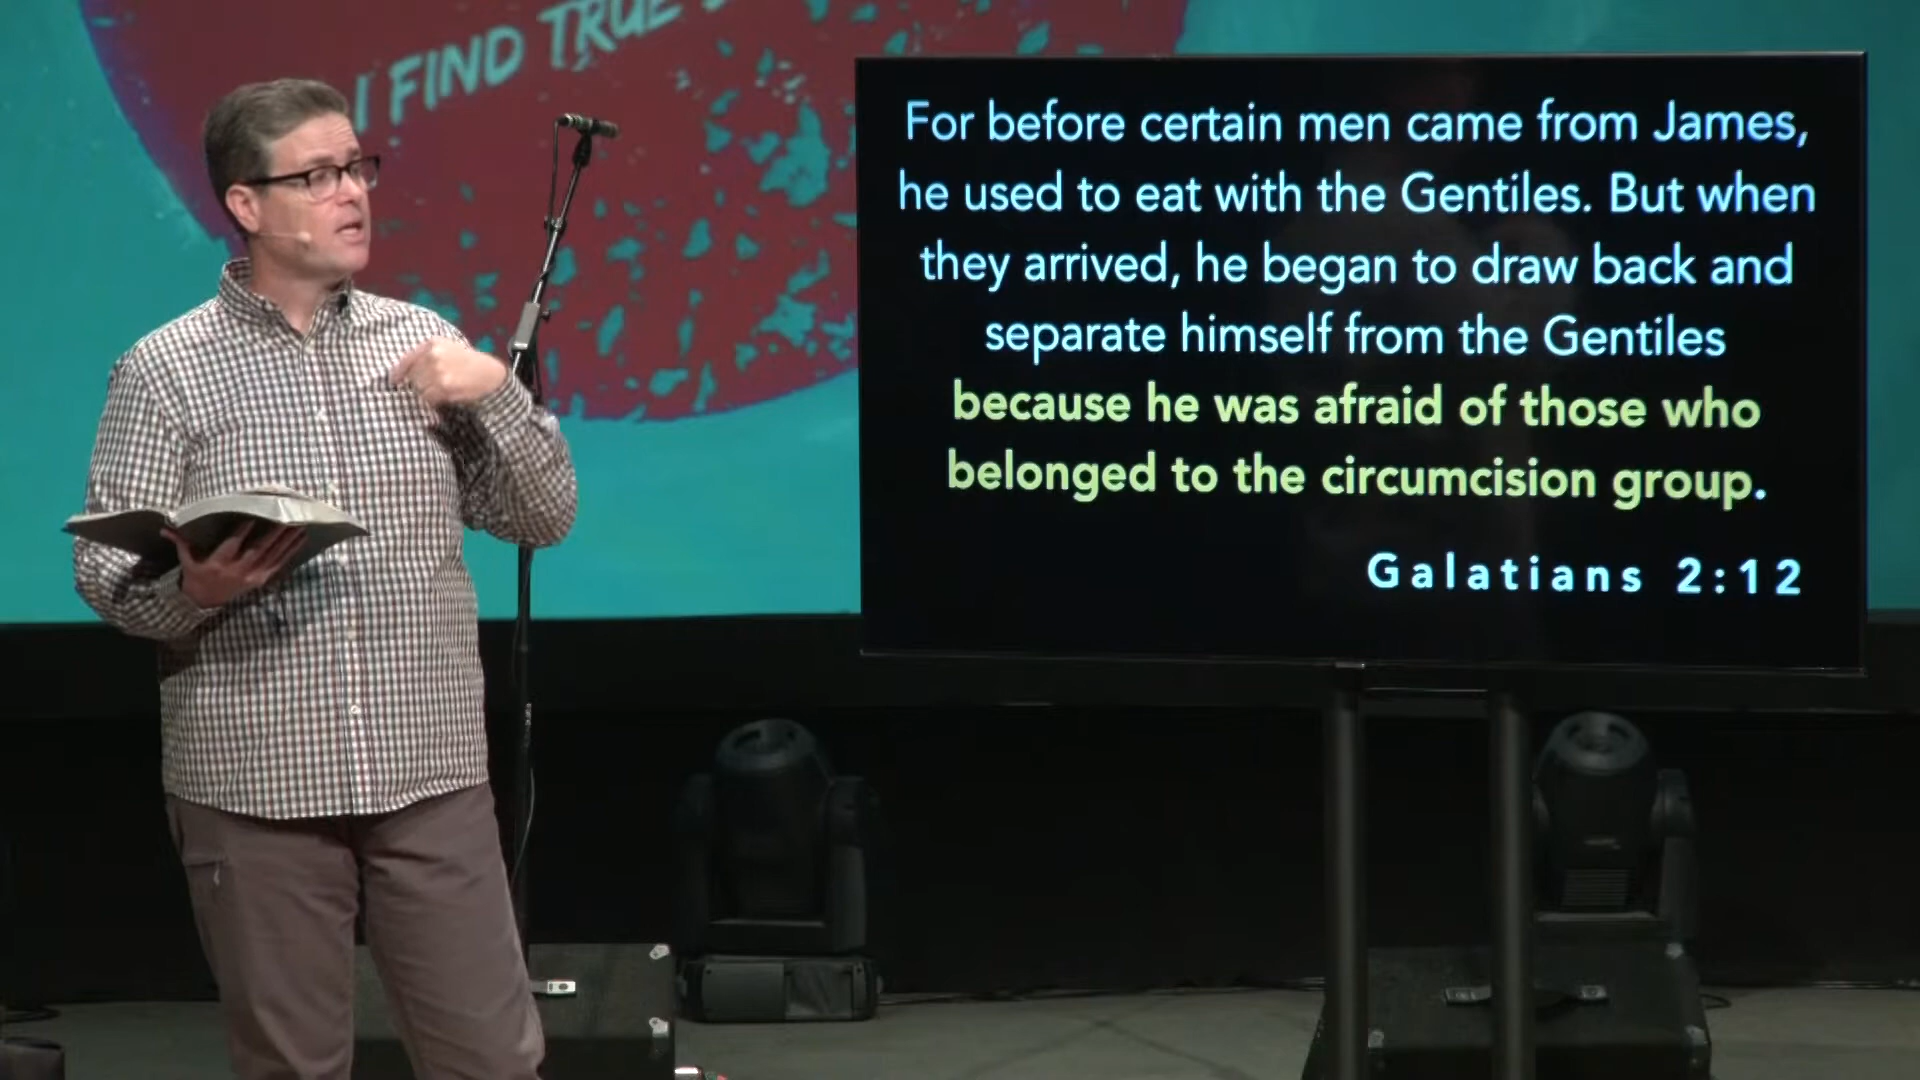 I FIND TRUE
For before certain men came from James,
he used to eat with the Gentiles. But when
they arrived, he began to draw back and
separate himself from the Gentiles
because he was afraid of those who
belonged to the circumcision group.
Galatians 2:12